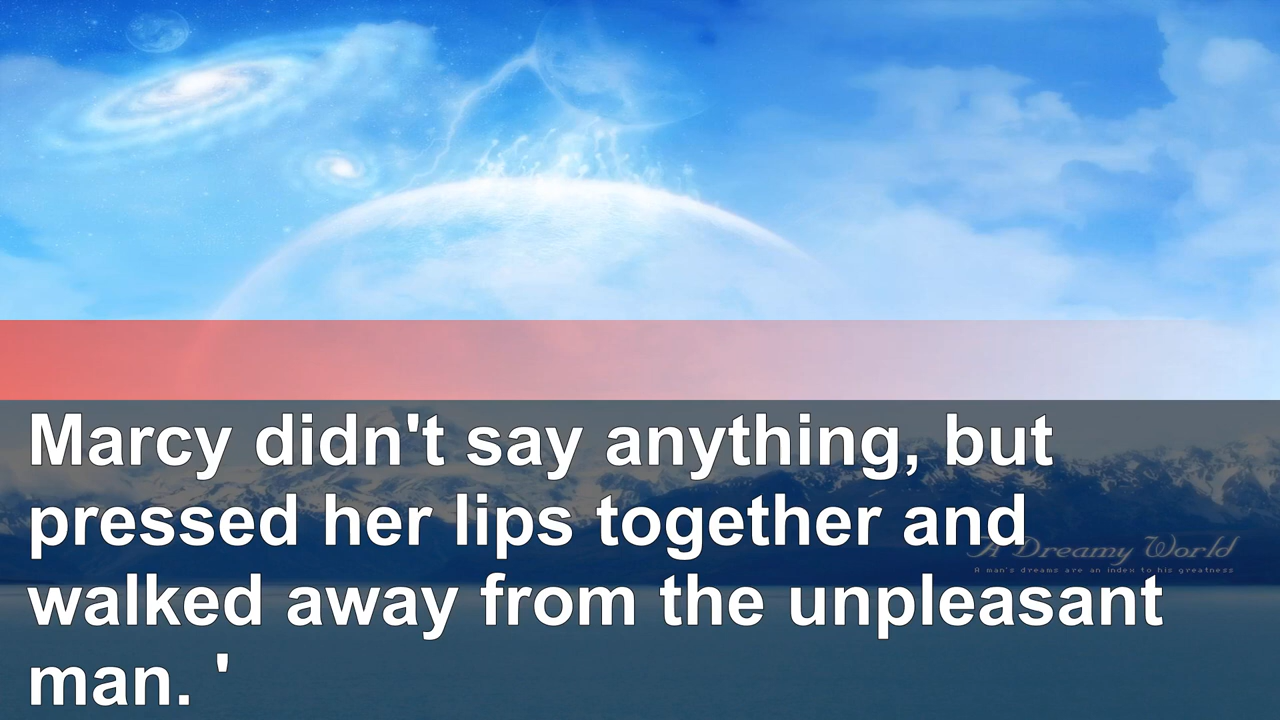 Marcy didn't say anything, but
pressed her lips together and
A Dreamy World
A man's dreams are an index to his greatness
walked away from the unpleasant
man. '